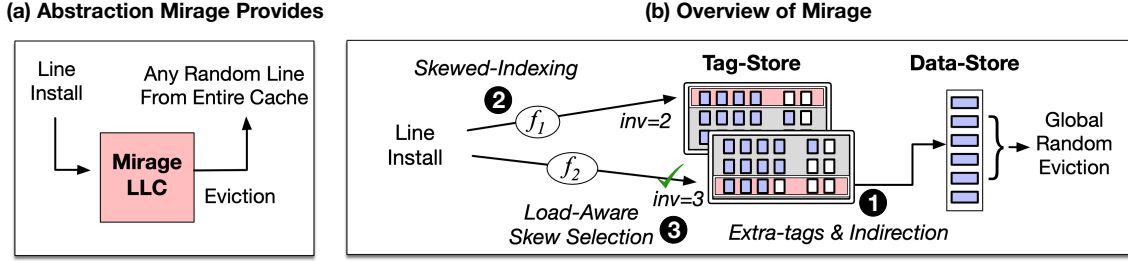 (a) Abstraction Mirage Provides
Line
Install
Any Random Line
From Entire Cache
Mirage
LLC
Eviction
(b) Overview of Mirage
Skewed-Indexing
2
Tag-Store
Data-Store
f1
inv=2
Line
Install
f2
inv=3
Global
Random
Eviction
1
Load-Aware
Skew Selection
3
Extra-tags & Indirection